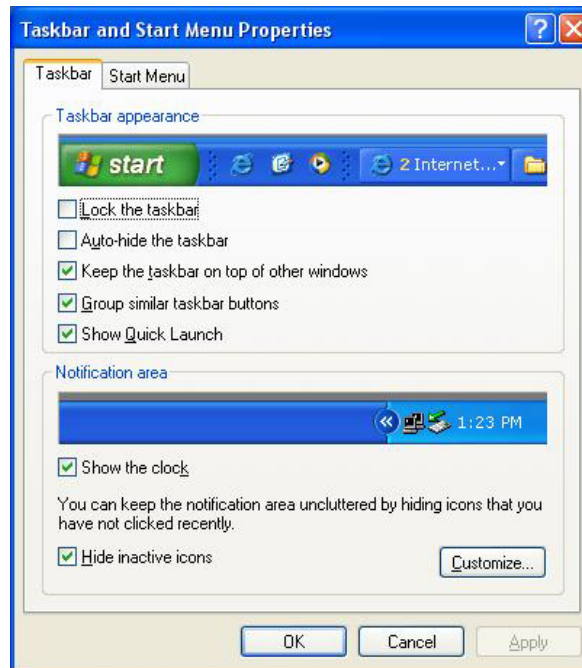 Taskbar and Start Menu Properties
Taskbar
Start Menu
Taskbar appearance
start
2 Internet...
Lock the taskbar
Auto-hide the taskbar
Keep the taskbar on top of other windows
Group similar taskbar buttons
Show Quick Launch
Notification area
1:23 PM
Show the clock
You can keep the notification area uncluttered by hiding icons that you
have not clicked recently.
Hide inactive icons
Customize...
OK
Cancel
Apply